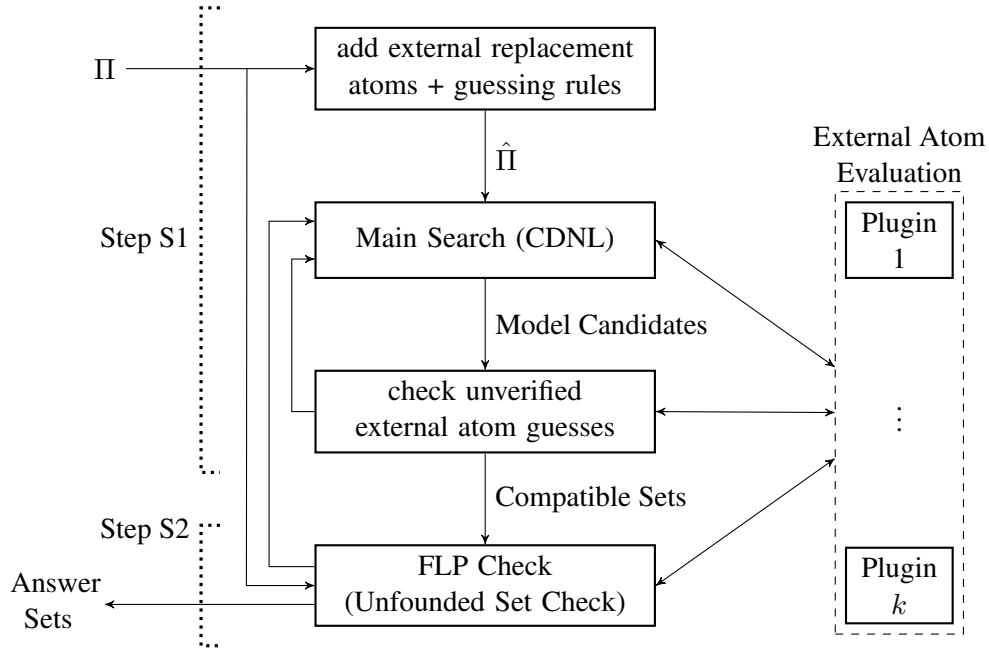 add external replacement
atoms + guessing rules
Π
Π̂
External Atom
Evaluation
Plugin
1
Step S1
Main Search (CDNL)
Model Candidates
check unverified
external atom guesses
⋮
Compatible Sets
Step S2
FLP Check
(Unfounded Set Check)
Plugin
k
Answer
Sets